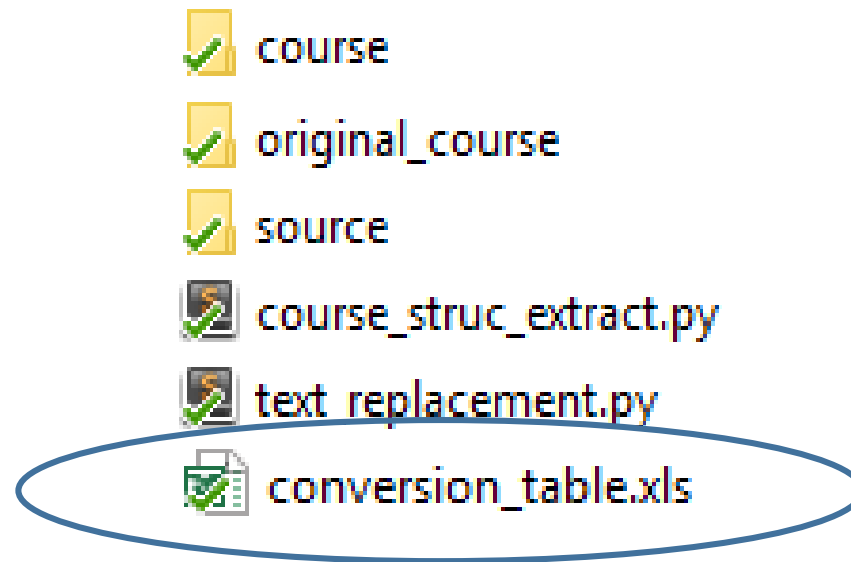 course
original_course
source
course_struc_extract.py
text_replacement.py
conversion_table.xls